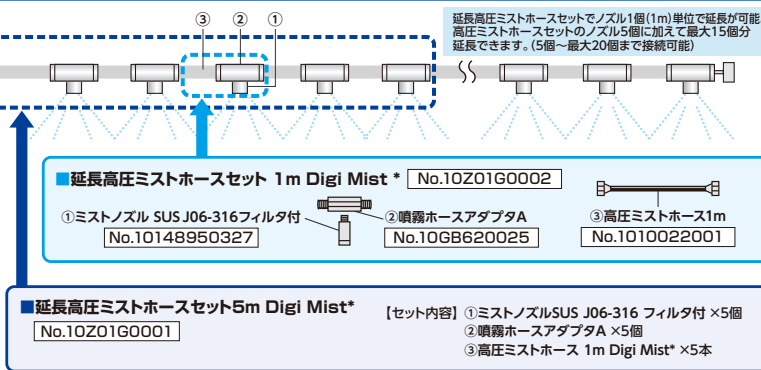 ③ ② ①
延長高圧ミストホースセットでノズル1個(1m)単位で延長が可能
高圧ミストホースセットのノズル5個に加えて最大15個分
延長できます。(5個～最大20個まで接続可能)
■延長高圧ミストホースセット 1m Digi Mist * No.10Z01G0002
①ミストノズル SUS J06-316フィルタ付
No.10148950327
②噴霧ホースアダプタA
No.10GB620025
③高圧ミストホース1m
No.1010022001
■延長高圧ミストホースセット5m Digi Mist*
No.10Z01G0001
【セット内容】 ①ミストノズルSUS J06-316 フィルタ付 ×5個
②噴霧ホースアダプタA ×5個
③高圧ミストホース 1m Digi Mist* ×5本